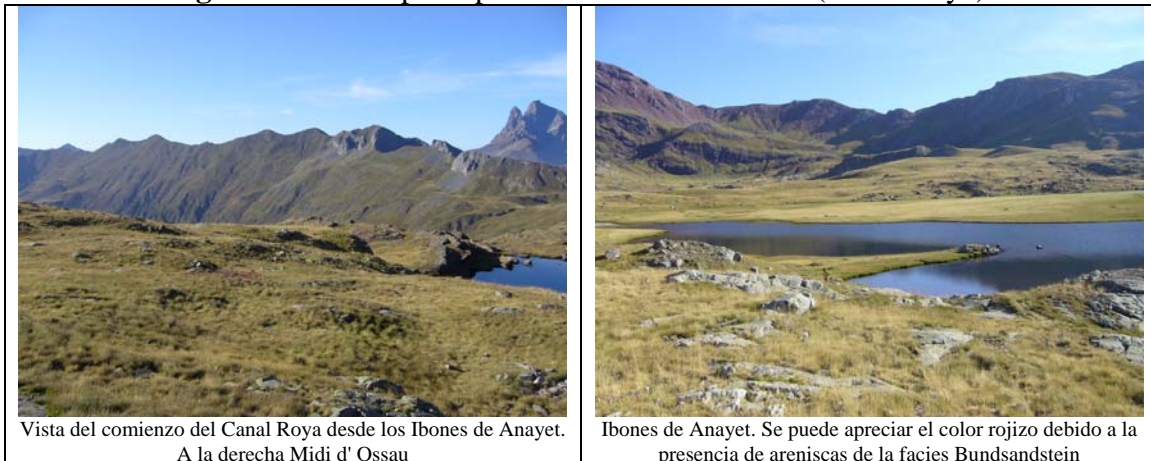 Vista del comienzo del Canal Roya desde los Ibones de Anayet.
A la derecha Midi d' Ossau
Ibones de Anayet. Se puede apreciar el color rojizo debido a la
presencia de areniscas de la facies Bundsandstein